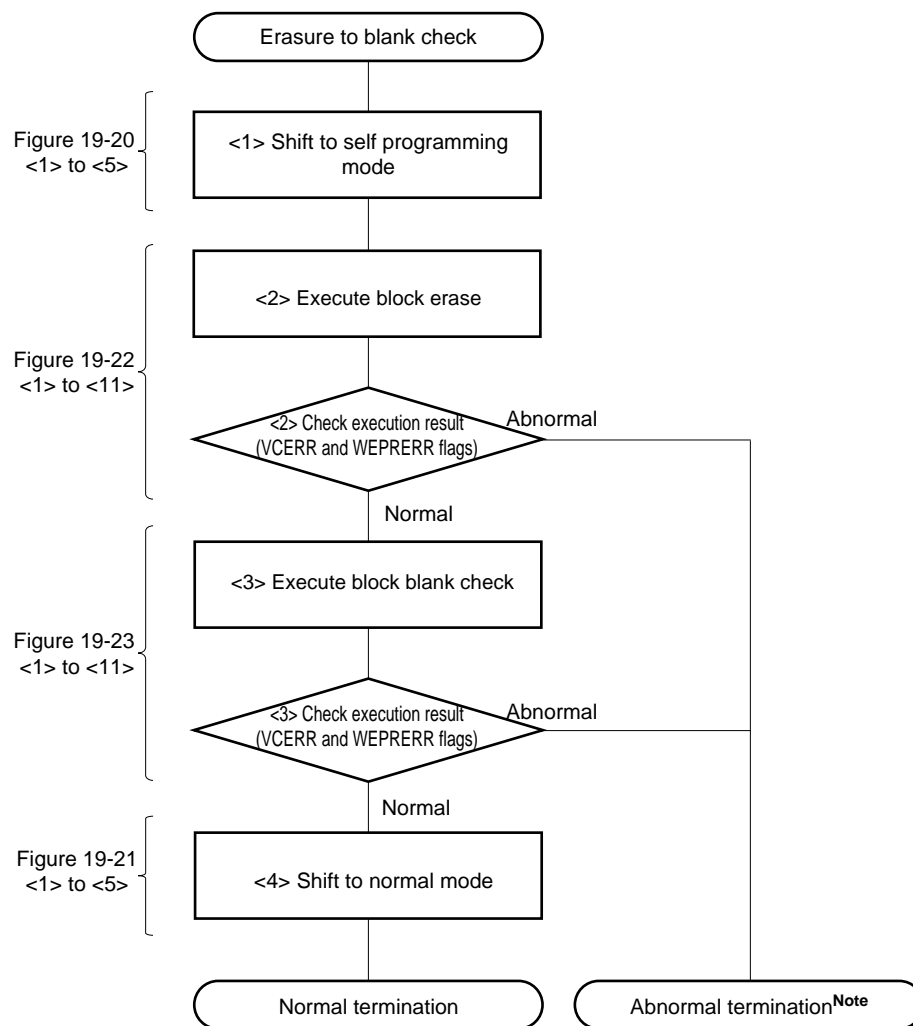 Erasure to blank check
Figure 19-20
<1> to <5>
<1> Shift to self programming
mode
Figure 19-22
<1> to <11>
<2> Execute block erase
<2> Check execution result
(VCERR and WEPRERR flags)
Abnormal
Normal
Figure 19-23
<1> to <11>
<3> Execute block blank check
<3> Check execution result
(VCERR and WEPRERR flags)
Abnormal
Normal
Figure 19-21
<1> to <5>
<4> Shift to normal mode
Normal termination
Abnormal termination Note